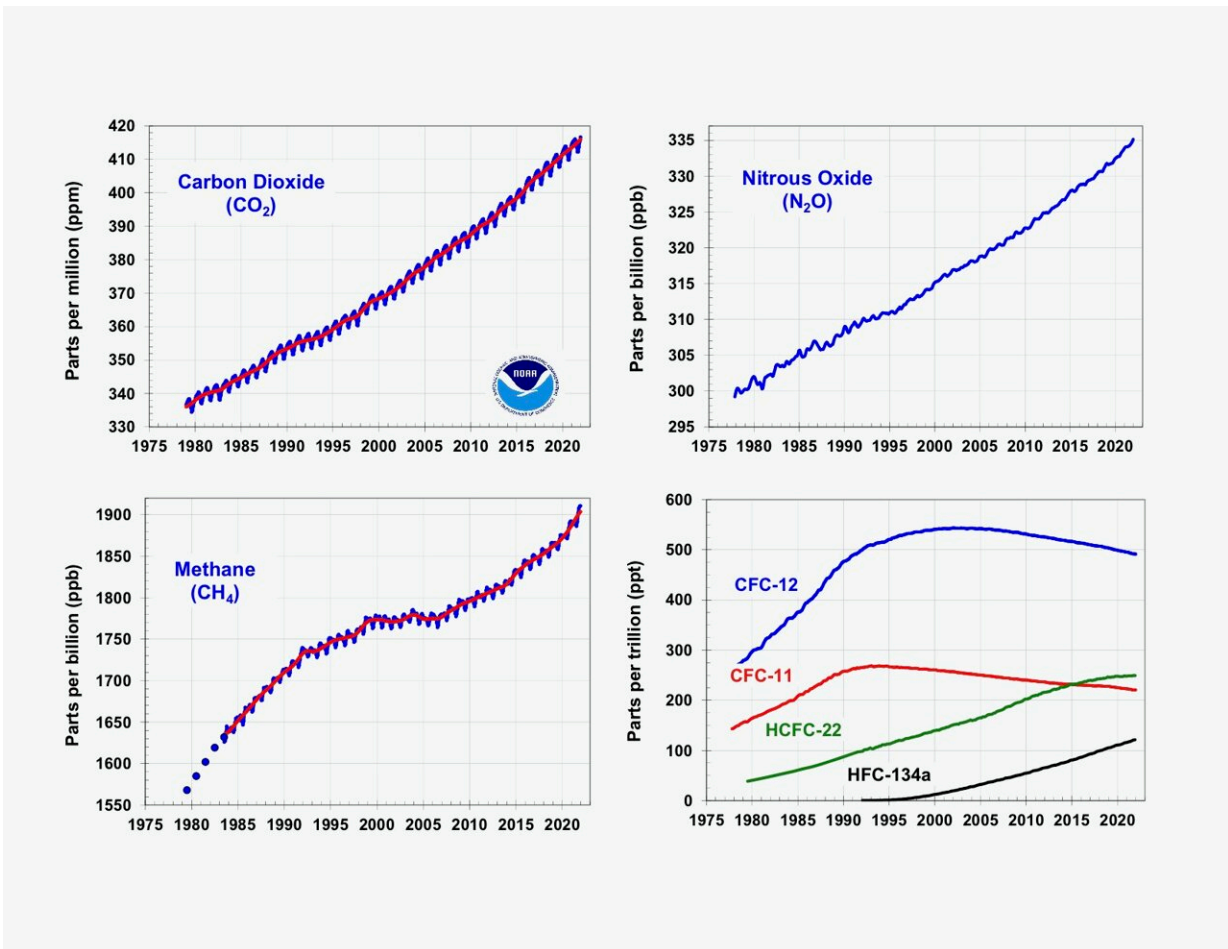 420
410
400
390
380
370
360
350
340
330
Parts per million (ppm)
Carbon Dioxide
(CO₂)
NOAA
1975 1980 1985 1990 1995 2000 2005 2010 2015 2020
335
330
325
320
315
310
305
300
295
Parts per billion (ppb)
Nitrous Oxide
(N₂O)
1975 1980 1985 1990 1995 2000 2005 2010 2015 2020
1900
1850
1800
1750
1700
1650
1600
1550
Parts per billion (ppb)
Methane
(CH₄)
1975 1980 1985 1990 1995 2000 2005 2010 2015 2020
600
500
400
300
200
100
0
Parts per trillion (ppt)
CFC-12
CFC-11
HCFC-22
HFC-134a
1975 1980 1985 1990 1995 2000 2005 2010 2015 2020